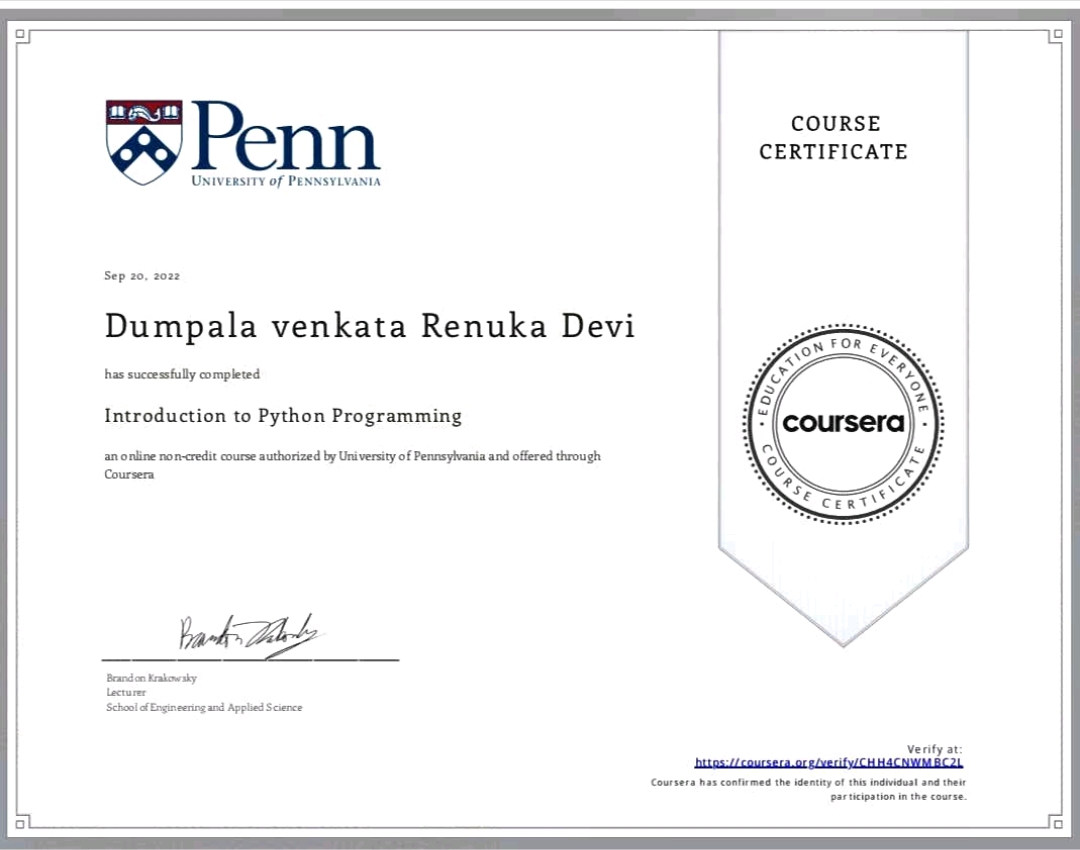 Penn
UNIVERSITY of PENNSYLVANIA
COURSE
CERTIFICATE
Sep 20, 2022
Dumpala venkata Renuka Devi
has successfully completed
Introduction to Python Programming
an online non-credit course authorized by University of Pennsylvania and offered through
Coursera
EDUCATION FOR EVERYONE
coursera
COURSE CERTIFICATE
Brandon Krakowsky
Lecturer
School of Engineering and Applied Science
Verify at:
https://coursera.org/verify/CHH4CNWMBC2L
Coursera has confirmed the identity of this individual and their
participation in the course.